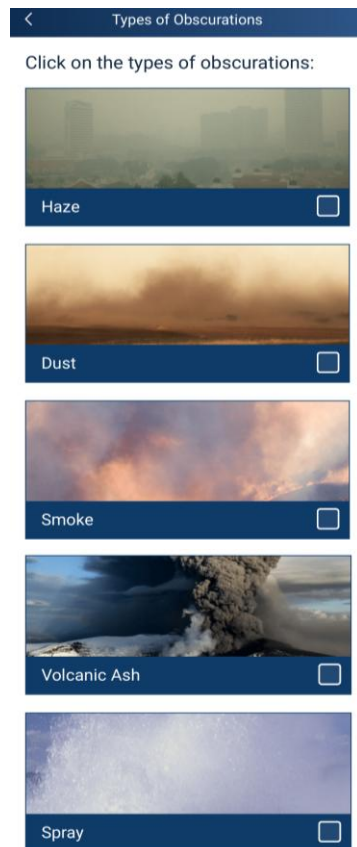 Types of Obscurations
Click on the types of obscurations:
Haze
Dust
Smoke
Volcanic Ash
Spray